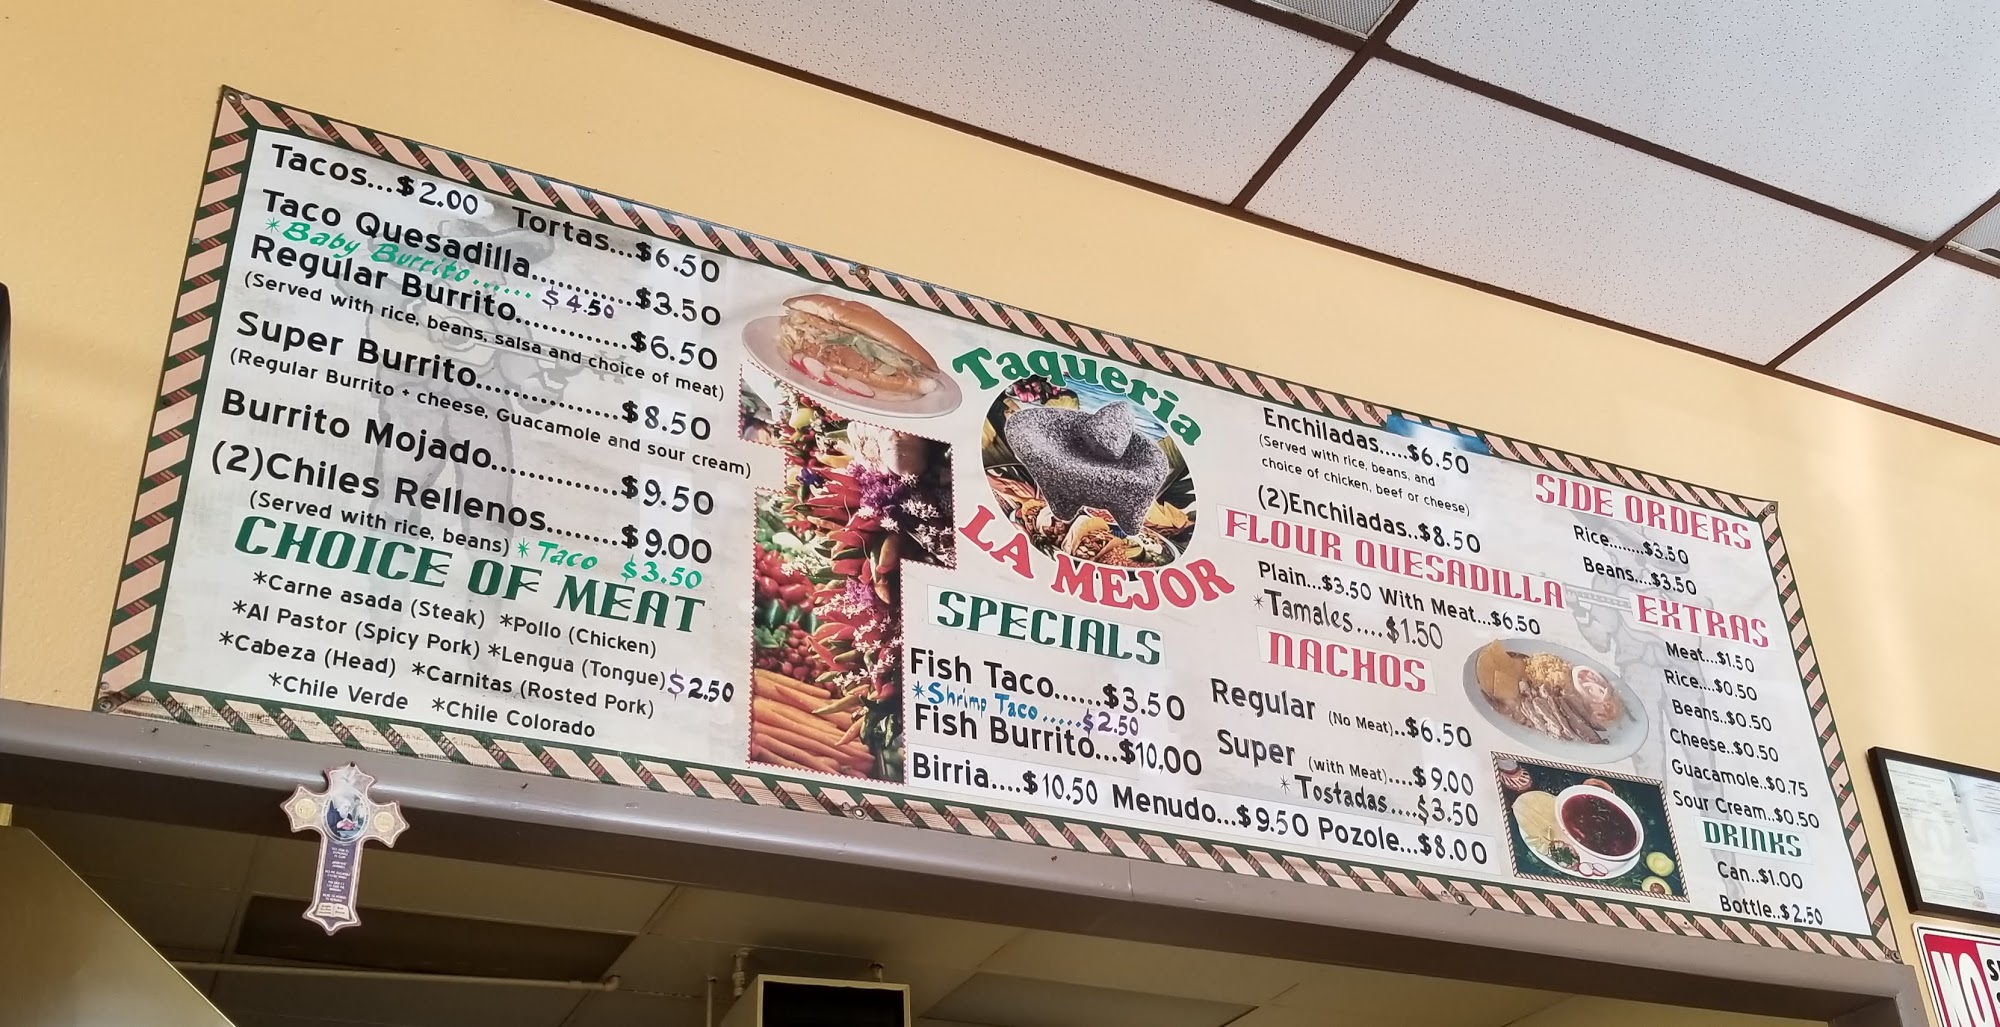 Tacos...$2.00 Tortas...$6.50
Taco Quesadilla............$3.50
*Baby Burrito......$4.50
Regular Burrito............$6.50
(Served with rice, beans, salsa and choice of meat)
Super Burrito...............$8.50
(Regular Burrito + cheese, Guacamole and sour cream)
Burrito Mojado.............$9.50
(2)Chiles Rellenos........$9.00
(Served with rice, beans) *Taco $3.50
CHOICE OF MEAT
*Carne asada (Steak) *Pollo (Chicken)
*Al Pastor (Spicy Pork) *Lengua (Tongue) $2.50
*Cabeza (Head) *Carnitas (Rosted Pork)
*Chile Verde *Chile Colorado
Taqueria
LA MEJOR
SPECIALS
Fish Taco......$3.50
*Shrimp Taco.....$2.50
Fish Burrito...$10.00
Birria....$10.50 Menudo...$9.50 Pozole...$8.00
Enchiladas.....$6.50
(Served with rice, beans, and
choice of chicken, beef or cheese)
(2)Enchiladas..$8.50
FLOUR QUESADILLA
Plain...$3.50 With Meat...$6.50
*Tamales....$1.50
NACHOS
Regular (No Meat)..$6.50
Super (with Meat)....$9.00
*Tostadas....$3.50
SIDE ORDERS
Rice........$3.50
Beans....$3.50
EXTRAS
Meat...$1.50
Rice....$0.50
Beans..$0.50
Cheese..$0.50
Guacamole..$0.75
Sour Cream..$0.50
DRINKS
Can..$1.00
Bottle..$2.50
NO